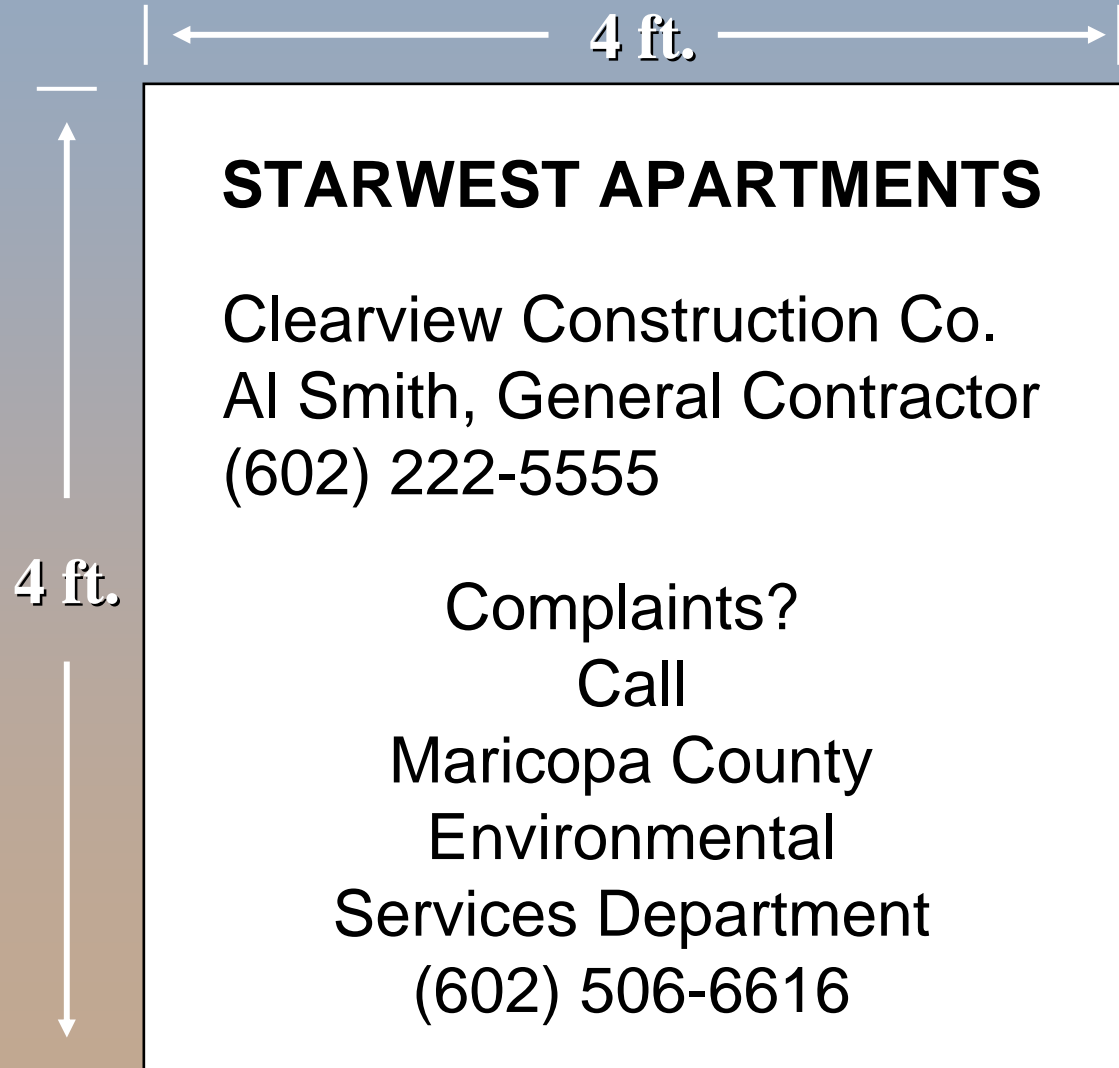 4 ft.
STARWEST APARTMENTS
Clearview Construction Co.
Al Smith, General Contractor
(602) 222-5555
4 ft.
Complaints?
Call
Maricopa County
Environmental
Services Department
(602) 506-6616